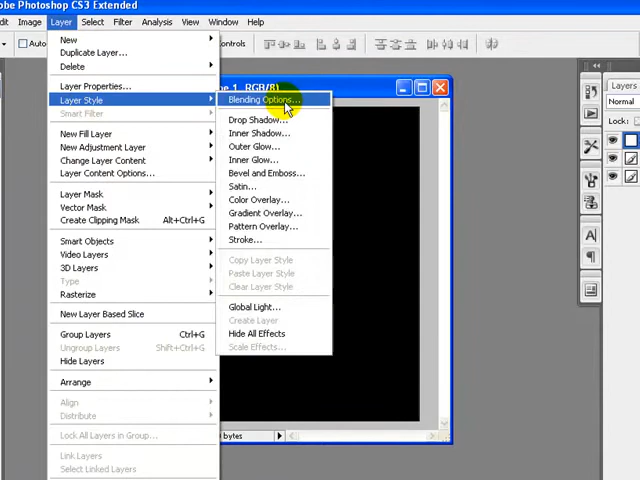 obe Photoshop CS3 Extended
dit Image Layer Select Filter Analysis View Window Help
Auto
Controls
e 1, RGB/8)
New
Duplicate Layer...
Delete
Layer Properties...
Layer Style
Smart Filter
New Fill Layer
New Adjustment Layer
Change Layer Content
Layer Content Options...
Layer Mask
Vector Mask
Create Clipping Mask Alt+Ctrl+G
Smart Objects
Video Layers
3D Layers
Type
Rasterize
New Layer Based Slice
Group Layers Ctrl+G
Ungroup Layers Shift+Ctrl+G
Hide Layers
Arrange
Align
Distribute
Lock All Layers in Group...
Link Layers
Select Linked Layers
Blending Options...
Drop Shadow...
Inner Shadow...
Outer Glow...
Inner Glow...
Bevel and Emboss...
Satin...
Color Overlay...
Gradient Overlay...
Pattern Overlay...
Stroke...
Copy Layer Style
Paste Layer Style
Clear Layer Style
Global Light...
Create Layer
Hide All Effects
Scale Effects...
bytes
Layers
Normal
Lock: